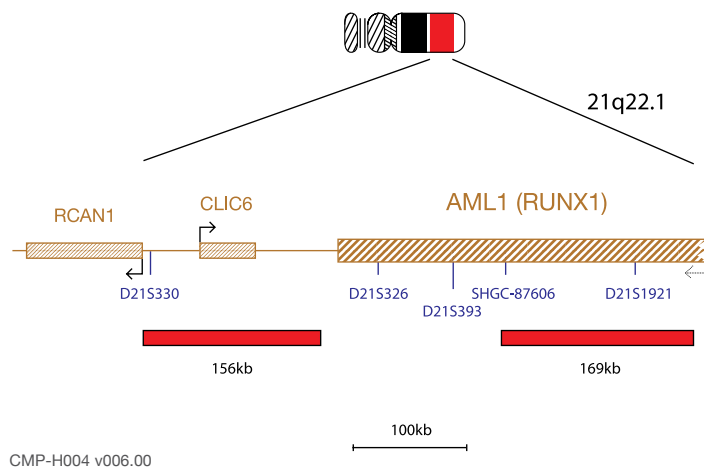 21q22.1
RCAN1
CLIC6
AML1 (RUNX1)
D21S330
D21S326
D21S393
SHGC-87606
D21S1921
156kb
169kb
100kb
CMP-H004 v006.00